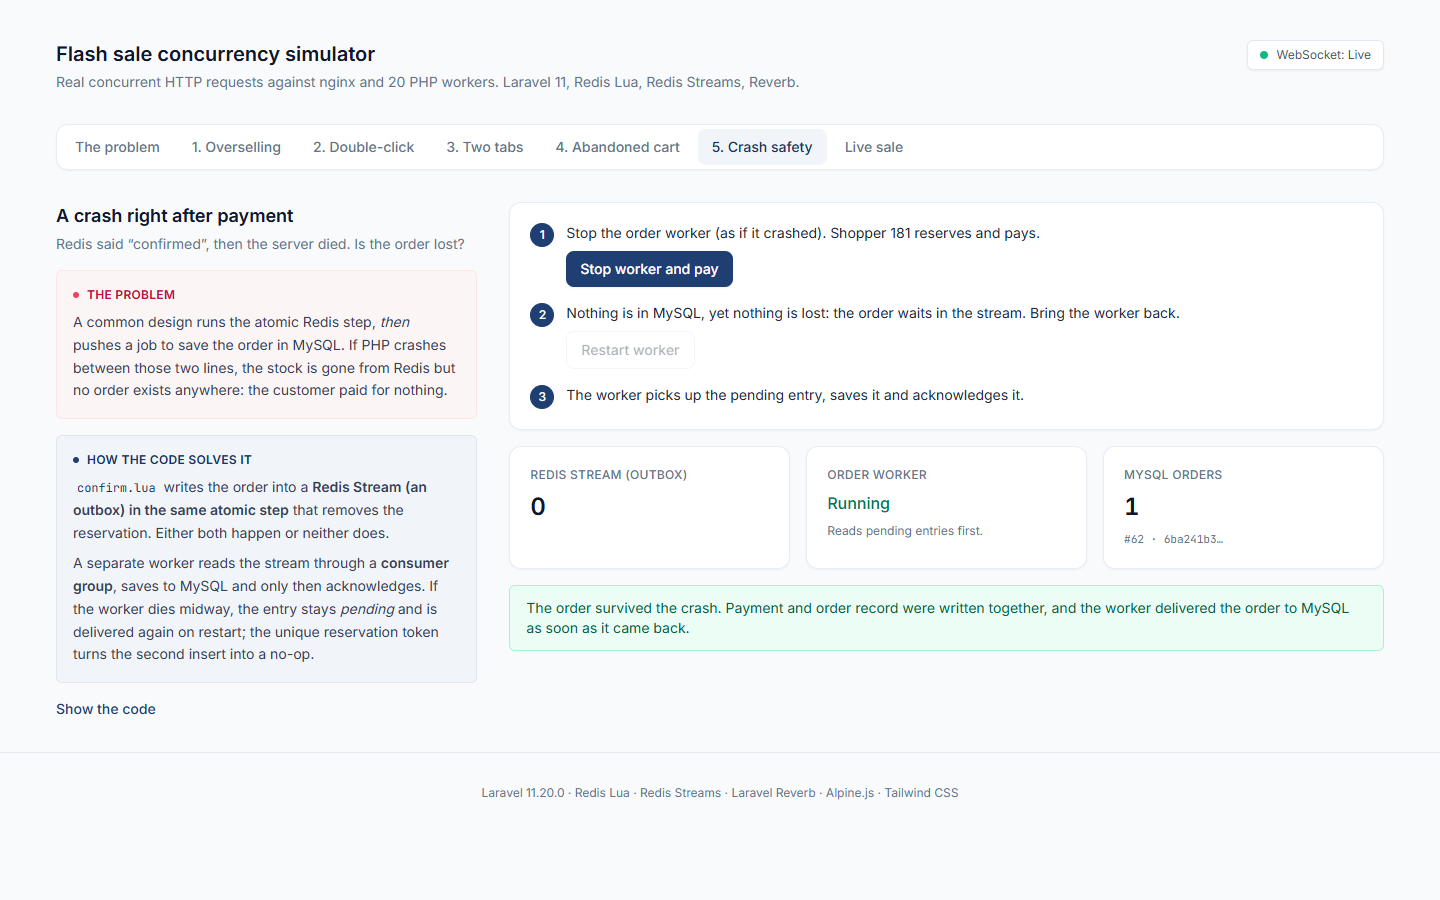 Flash sale concurrency simulator
Real concurrent HTTP requests against nginx and 20 PHP workers. Laravel 11, Redis Lua, Redis Streams, Reverb.
WebSocket: Live
The problem
1. Overselling
2. Double-click
3. Two tabs
4. Abandoned cart
5. Crash safety
Live sale
A crash right after payment
Redis said “confirmed”, then the server died. Is the order lost?
THE PROBLEM
A common design runs the atomic Redis step, then
pushes a job to save the order in MySQL. If PHP crashes
between those two lines, the stock is gone from Redis but
no order exists anywhere: the customer paid for nothing.
HOW THE CODE SOLVES IT
confirm.lua writes the order into a Redis Stream (an
outbox) in the same atomic step that removes the
reservation. Either both happen or neither does.
A separate worker reads the stream through a consumer
group, saves to MySQL and only then acknowledges. If
the worker dies midway, the entry stays pending and is
delivered again on restart; the unique reservation token
turns the second insert into a no-op.
Show the code
1 Stop the order worker (as if it crashed). Shopper 181 reserves and pays.
Stop worker and pay
2 Nothing is in MySQL, yet nothing is lost: the order waits in the stream. Bring the worker back.
Restart worker
3 The worker picks up the pending entry, saves it and acknowledges it.
REDIS STREAM (OUTBOX)
0
ORDER WORKER
Running
Reads pending entries first.
MYSQL ORDERS
1
#62 · 6ba241b3…
The order survived the crash. Payment and order record were written together, and the worker delivered the order to MySQL
as soon as it came back.
Laravel 11.20.0 · Redis Lua · Redis Streams · Laravel Reverb · Alpine.js · Tailwind CSS